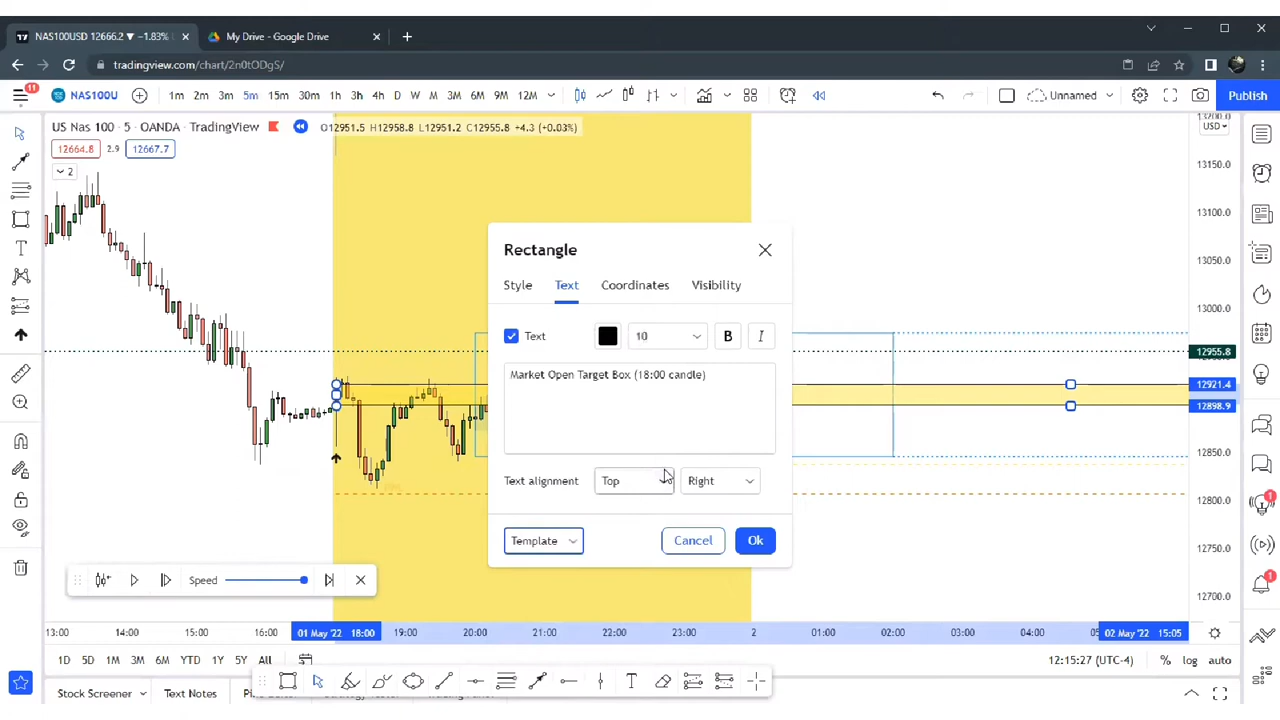 NAS100USD 12666.2 ▼ −1.83%
My Drive - Google Drive
tradingview.com/chart/2n0tODgS/
11
NAS100U
1m 2m 3m 5m 15m 30m 1h 3h 4h D W M 3M 6M 9M 12M
Unnamed
Publish
US Nas 100 · 5 · OANDA · TradingView
O12951.5 H12958.8 L12951.2 C12955.8 +4.3 (+0.03%)
12664.8 2.9 12667.7
2
USD
13200.0
13150.0
13100.0
13050.0
13000.0
12955.8
12921.4
12898.9
12850.0
12800.0
12750.0
12700.0
Rectangle
Style Text Coordinates Visibility
Text 10 B I
Market Open Target Box (18:00 candle)
Text alignment Top Right
Template Cancel Ok
Speed
13:00 14:00 15:00 16:00 01 May '22 18:00 19:00 20:00 21:00 22:00 23:00 2 01:00 02:00 03:00 04:00 02 May '22 15:05
1D 5D 1M 3M 6M YTD 1Y 5Y All
12:15:27 (UTC-4) % log auto
1
1
Stock Screener Text Notes